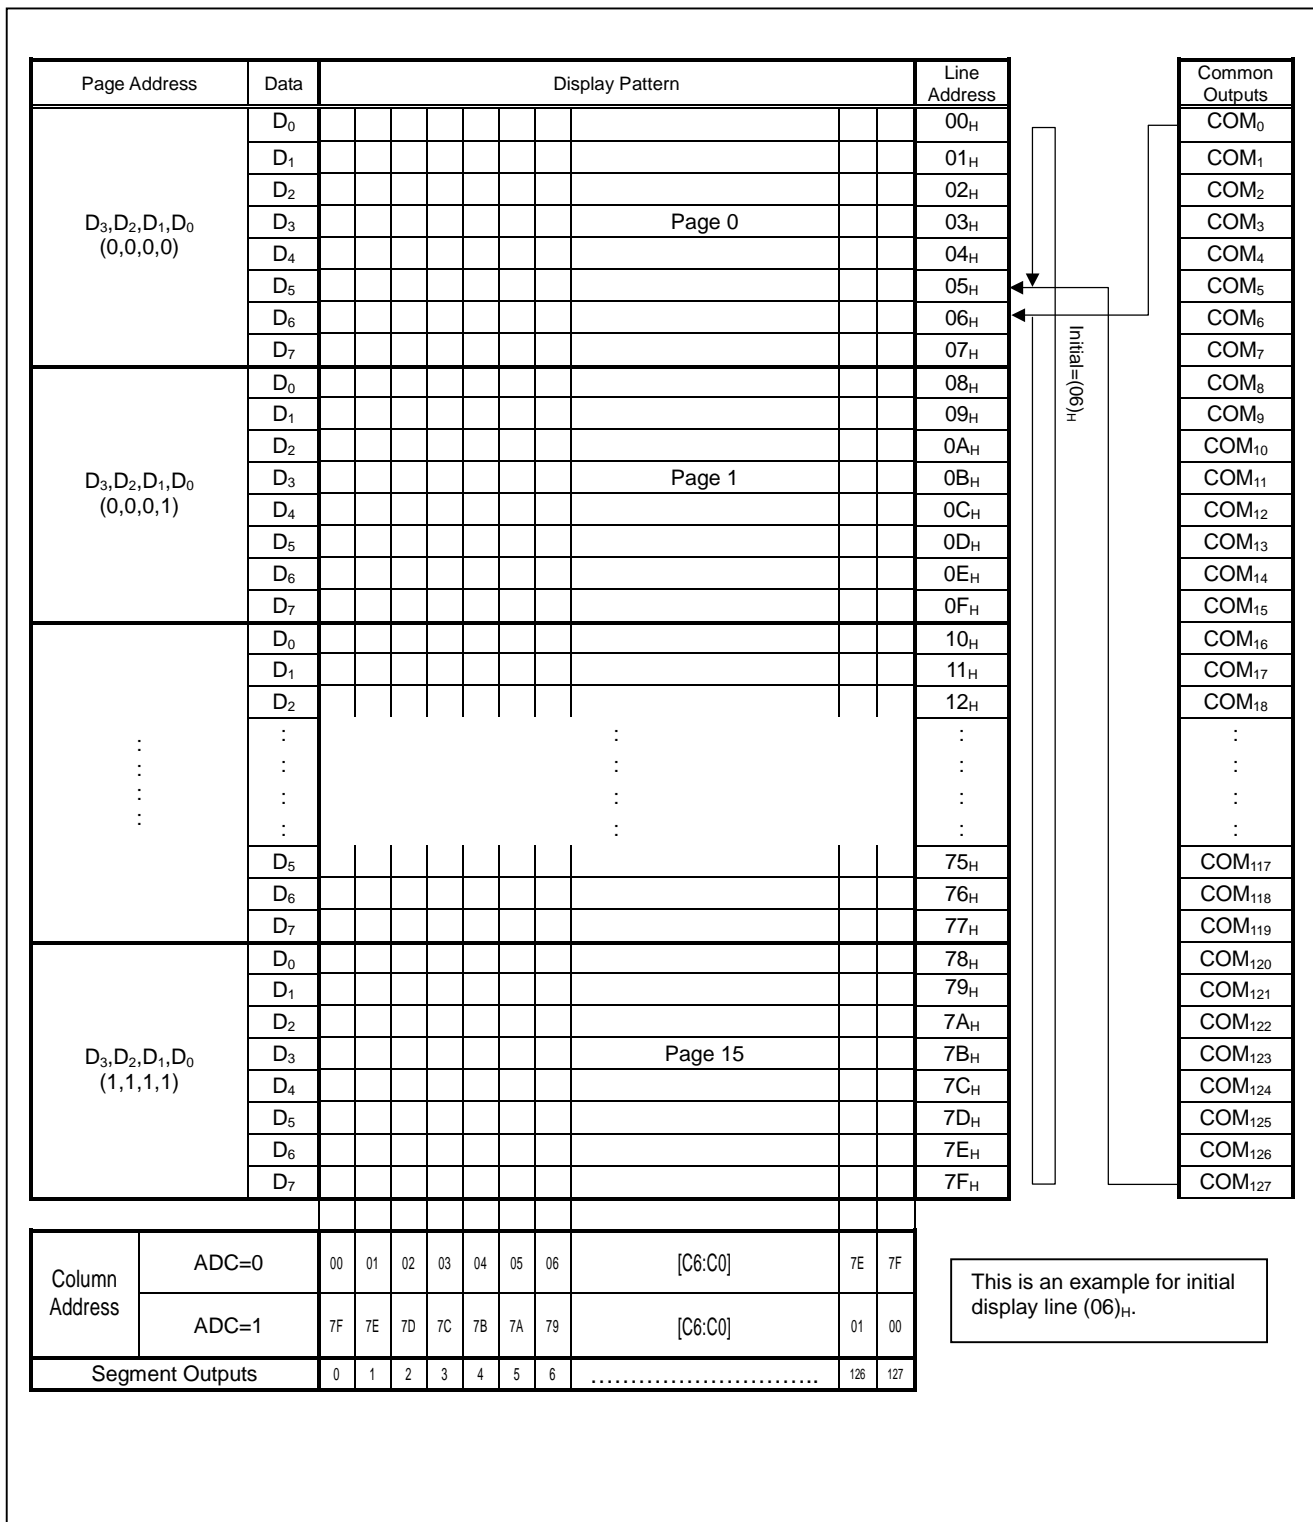 Page Address Data Display Pattern Line Address Common Outputs
D0 00H COM0
D1 01H COM1
D2 02H COM2
D3,D2,D1,D0 (0,0,0,0) D3 Page 0 03H COM3
D4 04H COM4
D5 05H COM5
D6 06H COM6
D7 07H COM7
Initial=(06)H
D0 08H COM8
D1 09H COM9
D2 0AH COM10
D3,D2,D1,D0 (0,0,0,1) D3 Page 1 0BH COM11
D4 0CH COM12
D5 0DH COM13
D6 0EH COM14
D7 0FH COM15
D0 10H COM16
D1 11H COM17
D2 12H COM18
: : : : :
: : : : :
: : : : :
: : : : :
D5 75H COM117
D6 76H COM118
D7 77H COM119
D0 78H COM120
D1 79H COM121
D2 7AH COM122
D3,D2,D1,D0 (1,1,1,1) D3 Page 15 7BH COM123
D4 7CH COM124
D5 7DH COM125
D6 7EH COM126
D7 7FH COM127
Column Address
ADC=0 00 01 02 03 04 05 06 [C6:C0] 7E 7F
ADC=1 7F 7E 7D 7C 7B 7A 79 [C6:C0] 01 00
Segment Outputs 0 1 2 3 4 5 6 ………………………….. 126 127
This is an example for initial
display line (06)H.